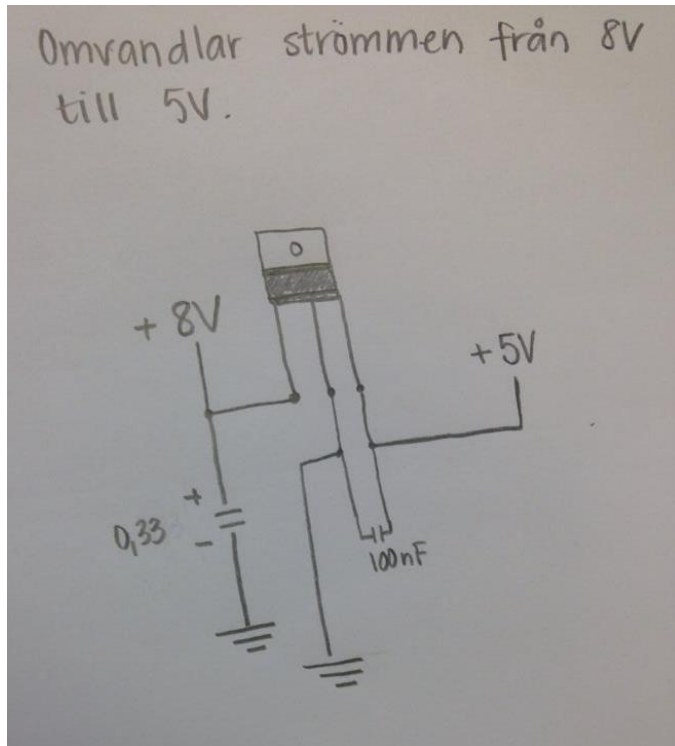 Omvandlar strömmen från 8V
till 5V.
+ 8V
+5V
+
0,33
-
100nF